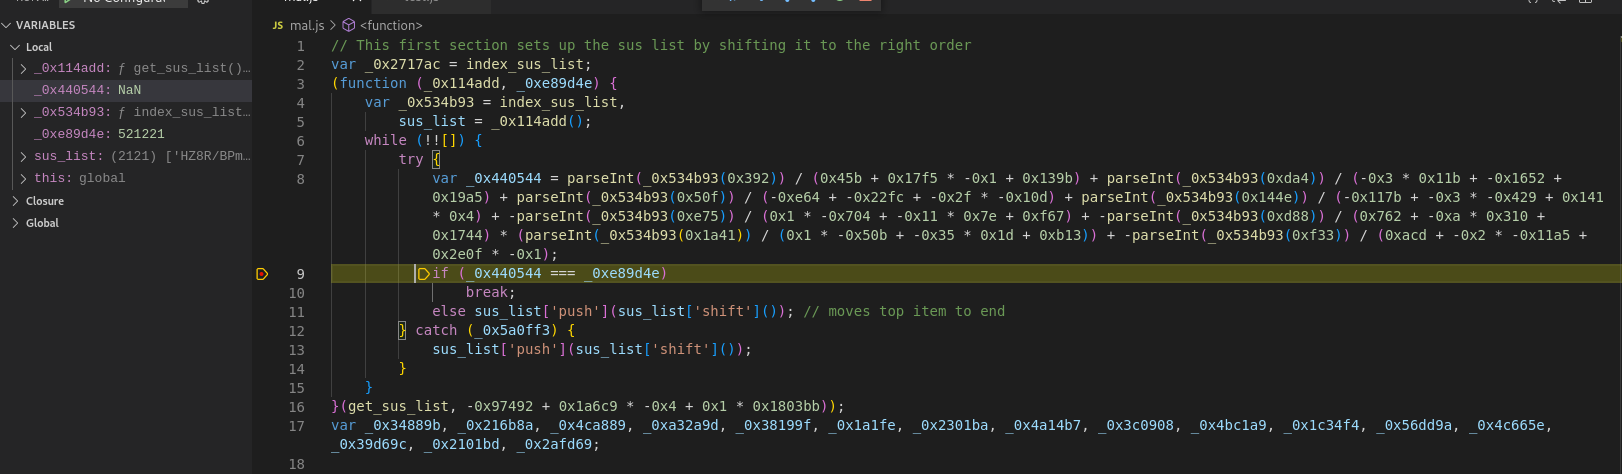 VARIABLES
Local
_0x114add: ƒ get_sus_list()…
_0x440544: NaN
_0x534b93: ƒ index_sus_list…
_0xe89d4e: 521221
sus_list: (2121) ['HZ8R/BPm…
this: global
Closure
Global
JS mal.js > <function>
1 // This first section sets up the sus list by shifting it to the right order
2 var _0x2717ac = index_sus_list;
3 (function (_0x114add, _0xe89d4e) {
4 var _0x534b93 = index_sus_list,
5 sus_list = _0x114add();
6 while (!![]) {
7 try {
8 var _0x440544 = parseInt(_0x534b93(0x392)) / (0x45b + 0x17f5 * -0x1 + 0x139b) + parseInt(_0x534b93(0xda4)) / (-0x3 * 0x11b + -0x1652 +
0x19a5) + parseInt(_0x534b93(0x50f)) / (-0xe64 + -0x22fc + -0x2f * -0x10d) + parseInt(_0x534b93(0x144e)) / (-0x117b + -0x3 * -0x429 + 0x141
* 0x4) + -parseInt(_0x534b93(0xe75)) / (0x1 * -0x704 + -0x11 * 0x7e + 0xf67) + -parseInt(_0x534b93(0xd88)) / (0x762 + -0xa * 0x310 +
0x1744) * (parseInt(_0x534b93(0x1a41)) / (0x1 * -0x50b + -0x35 * 0x1d + 0xb13)) + -parseInt(_0x534b93(0xf33)) / (0xacd + -0x2 * -0x11a5 +
0x2e0f * -0x1);
9 if (_0x440544 === _0xe89d4e)
10 break;
11 else sus_list['push'](sus_list['shift']()); // moves top item to end
12 } catch (_0x5a0ff3) {
13 sus_list['push'](sus_list['shift']());
14 }
15 }
16 }(get_sus_list, -0x97492 + 0x1a6c9 * -0x4 + 0x1 * 0x1803bb));
17 var _0x34889b, _0x216b8a, _0x4ca889, _0xa32a9d, _0x38199f, _0x1a1fe, _0x2301ba, _0x4a14b7, _0x3c0908, _0x4bc1a9, _0x1c34f4, _0x56dd9a, _0x4c665e,
_0x39d69c, _0x2101bd, _0x2afd69;
18